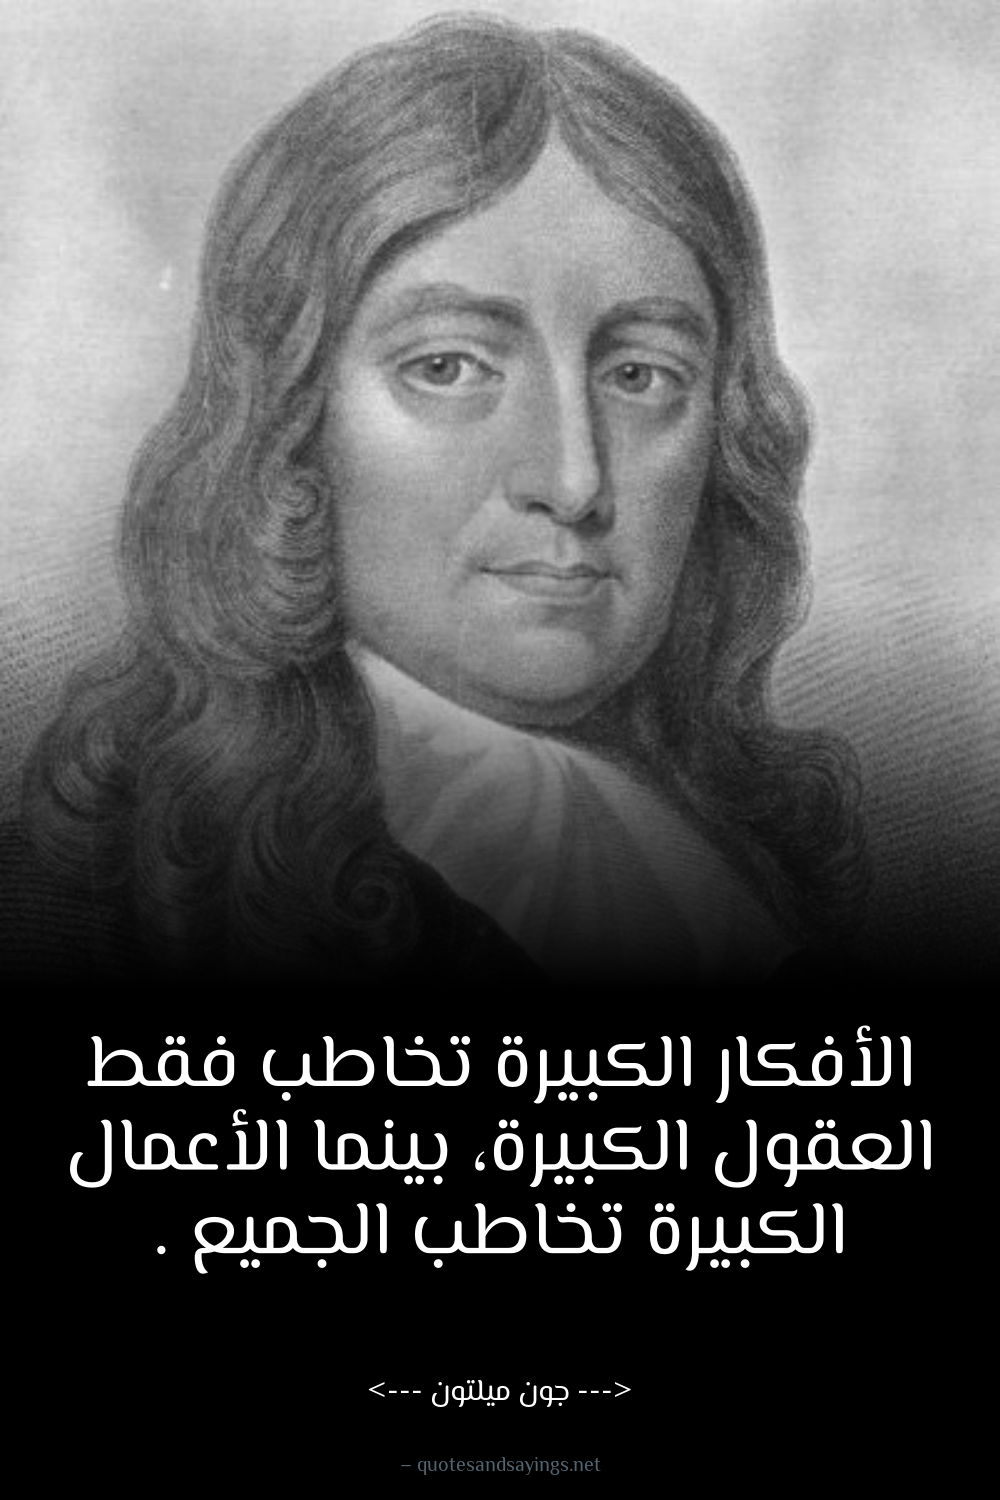 الأفكار الكبيرة تخاطب فقط
العقول الكبيرة، بينما الأعمال
الكبيرة تخاطب الجميع .
<--- جون ميلتون --->
– quotesandsayings.net